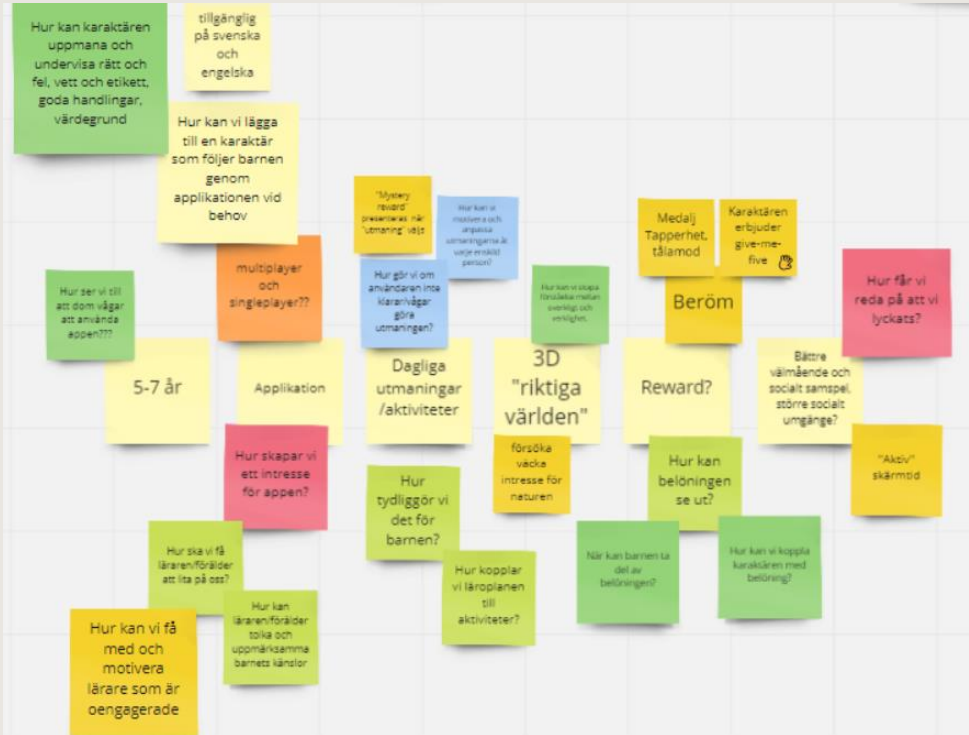 Hur kan karaktären
uppmana och
undervisa rätt och
fel, vett och etikett,
goda handlingar,
värdegrund
tillgänglig
på svenska
och
engelska
Hur kan vi lägga
till en karaktär
som följer barnen
genom
applikationen vid
behov
"Mystery
reward"
presenteras när
"utmaning" väljs
Hur kan vi
motivera och
anpassa
utmaningarna åt
varje enskild
person?
Medalj
Tapperhet,
tålamod
Karaktären
erbjuder
give-me-
five
Hur ser vi till
att dom vågar
att använda
appen???
multiplayer
och
singleplayer??
Hur gör vi om
användaren inte
klarar/vågar
göra
utmaningen?
Hur kan vi skapa
förståelse mellan
overkligt och
verklighet.
Beröm
Hur får vi
reda på att vi
lyckats?
5-7 år
Applikation
Dagliga
utmaningar
/aktiviteter
3D
"riktiga
världen"
Reward?
Bättre
välmående och
socialt samspel,
större socialt
umgänge?
Hur skapar vi
ett intresse
för appen?
Hur
tydliggör vi
det för
barnen?
försöka
väcka
intresse för
naturen
Hur kan
belöningen
se ut?
"Aktiv"
skärmtid
Hur ska vi få
läraren/förälder
att lita på oss?
Hur kan
läraren/förälder
tolka och
uppmärksamma
barnets känslor
Hur kopplar
vi läroplanen
till
aktiviteter?
När kan barnen ta
del av
belöningen?
Hur kan vi koppla
karaktären med
belöning?
Hur kan vi få
med och
motivera
lärare som är
oengagerade